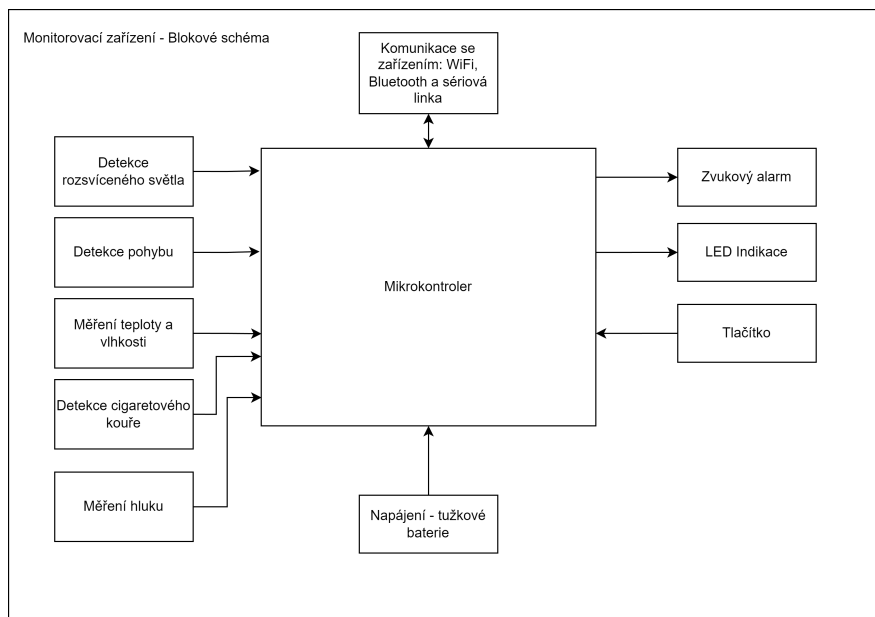 Monitorovací zařízení - Blokové schéma
Komunikace se
zařízením: WiFi,
Bluetooth a sériová
linka
Detekce
rozsvíceného světla
Detekce pohybu
Měření teploty a
vlhkosti
Detekce cigaretového
kouře
Měření hluku
Mikrokontroler
Zvukový alarm
LED Indikace
Tlačítko
Napájení - tužkové
baterie